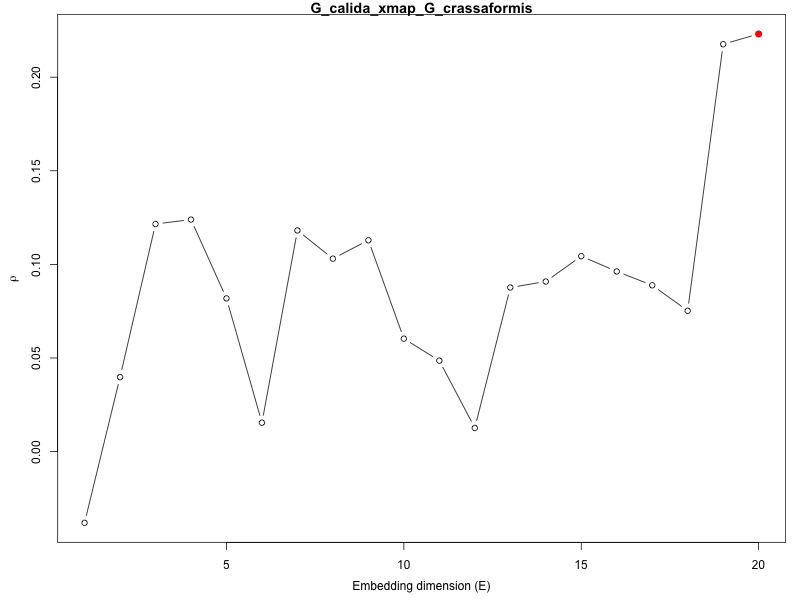 G_calida_xmap_G_crassaformis
0.20
0.15
0.10
0.05
0.00
ρ
5 10 15 20
Embedding dimension (E)